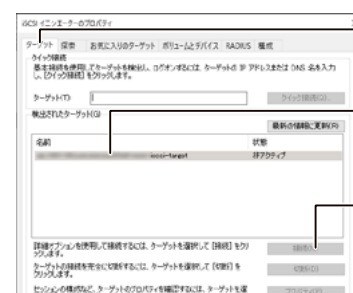 iSCSI イニシエーターのプロパティ
ターゲット 探索 お気に入りのターゲット ボリュームとデバイス RADIUS 構成
クイック接続
基本接続を使用してターゲットを検出し、ログオンするには、ターゲットの IP アドレスまたは DNS 名を入力
し、[クイック接続] をクリックします。
ターゲット(T): クイック接続(Q)...
検出されたターゲット(G)
最新の情報に更新(R)
名前 状態
iscsi-target 非アクティブ
詳細オプションを使用して接続するには、ターゲットを選択して [接続] をクリ
ックします。
接続(N)
ターゲットの接続を完全に切断するには、ターゲットを選択して [切断] を
クリックします。
切断(D)
セッションの構成など、ターゲットのプロパティを確認するには、ターゲットを選
プロパティ(P)...